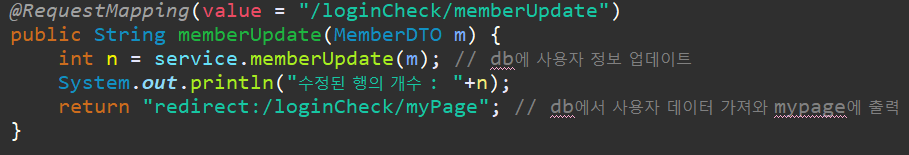 @RequestMapping(value = "/loginCheck/memberUpdate")
public String memberUpdate(MemberDTO m) {
    int n = service.memberUpdate(m); // db에 사용자 정보 업데이트
    System.out.println("수정된 행의 개수 : "+n);
    return "redirect:/loginCheck/myPage"; // db에서 사용자 데이터 가져와 mypage에 출력
}